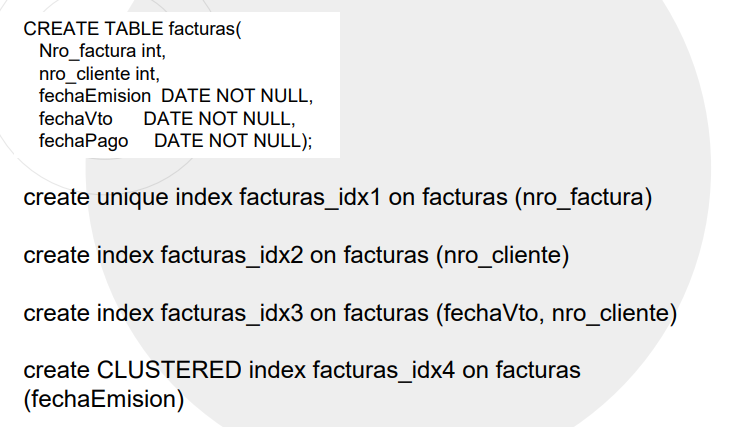 CREATE TABLE facturas(
Nro_factura int,
nro_cliente int,
fechaEmision DATE NOT NULL,
fechaVto DATE NOT NULL,
fechaPago DATE NOT NULL);
create unique index facturas_idx1 on facturas (nro_factura)
create index facturas_idx2 on facturas (nro_cliente)
create index facturas_idx3 on facturas (fechaVto, nro_cliente)
create CLUSTERED index facturas_idx4 on facturas
(fechaEmision)